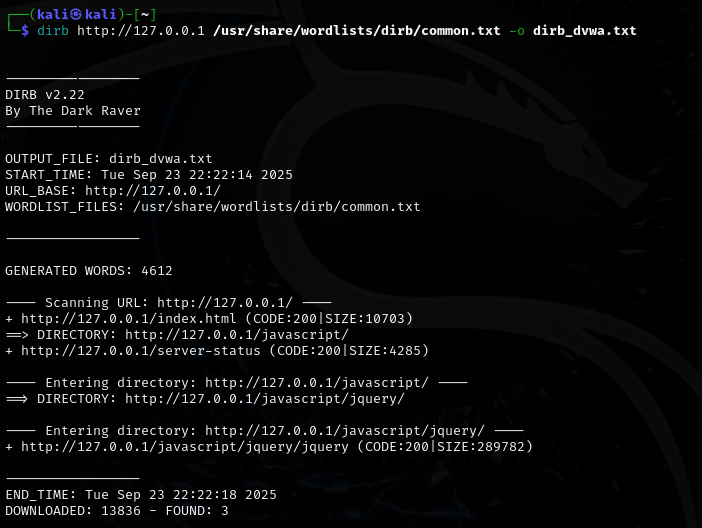 ┌──(kali㉿kali)-[~]
└─$ dirb http://127.0.0.1 /usr/share/wordlists/dirb/common.txt -o dirb_dvwa.txt
-----------------
DIRB v2.22
By The Dark Raver
-----------------
OUTPUT_FILE: dirb_dvwa.txt
START_TIME: Tue Sep 23 22:22:14 2025
URL_BASE: http://127.0.0.1/
WORDLIST_FILES: /usr/share/wordlists/dirb/common.txt
-----------------
GENERATED WORDS: 4612
---- Scanning URL: http://127.0.0.1/ ----
+ http://127.0.0.1/index.html (CODE:200|SIZE:10703)
==> DIRECTORY: http://127.0.0.1/javascript/
+ http://127.0.0.1/server-status (CODE:200|SIZE:4285)
---- Entering directory: http://127.0.0.1/javascript/ ----
==> DIRECTORY: http://127.0.0.1/javascript/jquery/
---- Entering directory: http://127.0.0.1/javascript/jquery/ ----
+ http://127.0.0.1/javascript/jquery/jquery (CODE:200|SIZE:289782)
-----------------
END_TIME: Tue Sep 23 22:22:18 2025
DOWNLOADED: 13836 - FOUND: 3